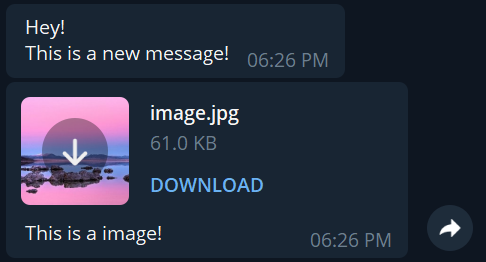 Hey!
This is a new message!
06:26 PM
image.jpg
61.0 KB
DOWNLOAD
This is a image!
06:26 PM